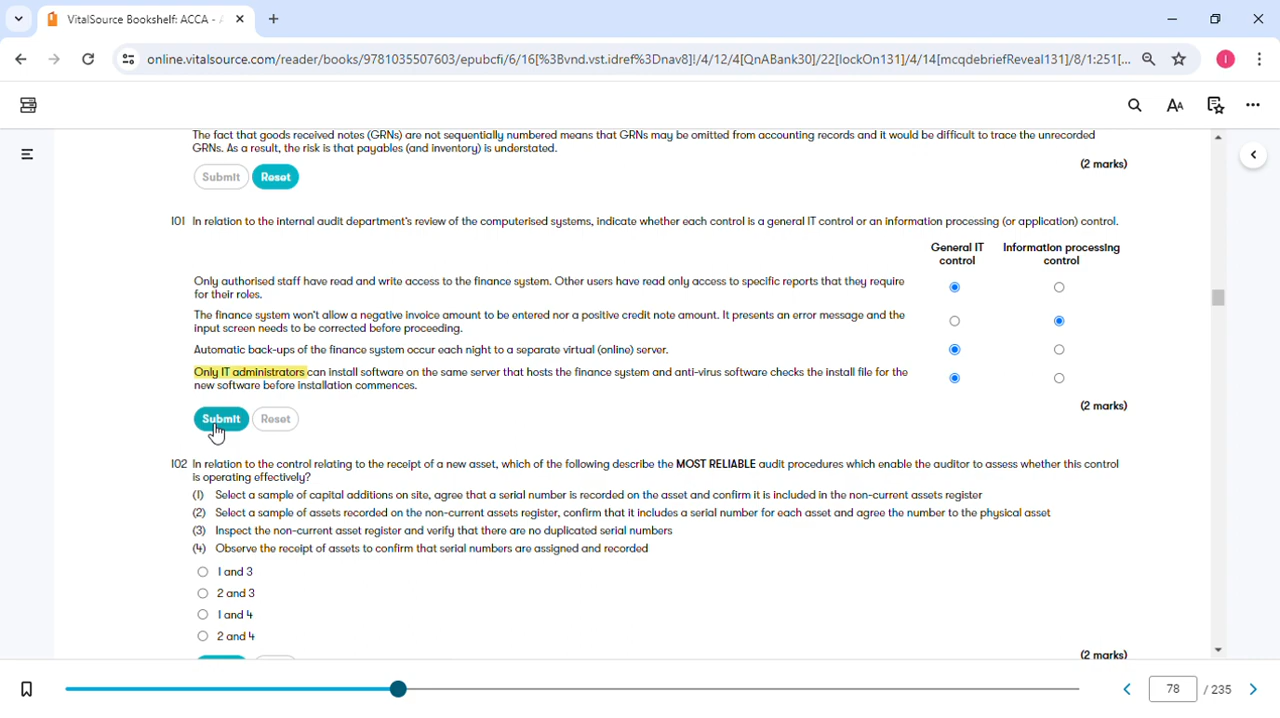 VitalSource Bookshelf: ACCA -
online.vitalsource.com/reader/books/9781035507603/epubcfi/6/16[%3Bvnd.vst.idref%3Dnav8]!/4/12/4[QnABank30]/22[lockOn131]/4/14[mcqdebriefReveal131]/8/1:251[...
I
AA
The fact that goods received notes (GRNs) are not sequentially numbered means that GRNs may be omitted from accounting records and it would be difficult to trace the unrecorded
GRNs. As a result, the risk is that payables (and inventory) is understated.
(2 marks)
Submit Reset
101 In relation to the internal audit department's review of the computerised systems, indicate whether each control is a general IT control or an information processing (or application) control.
General IT control
Information processing control
Only authorised staff have read and write access to the finance system. Other users have read only access to specific reports that they require
for their roles.
The finance system won't allow a negative invoice amount to be entered nor a positive credit note amount. It presents an error message and the
input screen needs to be corrected before proceeding.
Automatic back-ups of the finance system occur each night to a separate virtual (online) server.
Only IT administrators can install software on the same server that hosts the finance system and anti-virus software checks the install file for the
new software before installation commences.
(2 marks)
Submit Reset
102 In relation to the control relating to the receipt of a new asset, which of the following describe the MOST RELIABLE audit procedures which enable the auditor to assess whether this control
is operating effectively?
(1) Select a sample of capital additions on site, agree that a serial number is recorded on the asset and confirm it is included in the non-current assets register
(2) Select a sample of assets recorded on the non-current assets register, confirm that it includes a serial number for each asset and agree the number to the physical asset
(3) Inspect the non-current asset register and verify that there are no duplicated serial numbers
(4) Observe the receipt of assets to confirm that serial numbers are assigned and recorded
1 and 3
2 and 3
1 and 4
2 and 4
(2 marks)
78 / 235